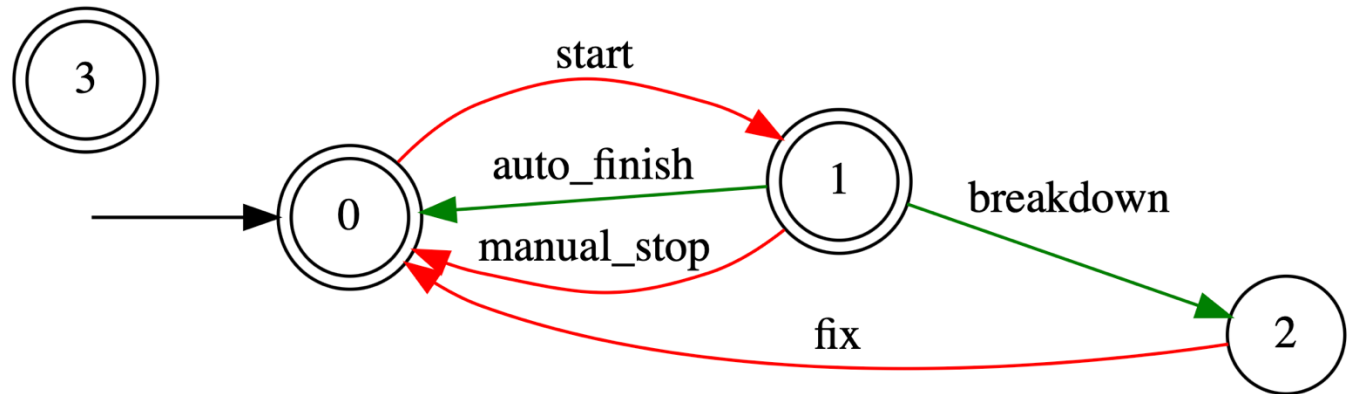 start
3
auto_finish
1
breakdown
0
manual_stop
fix
2